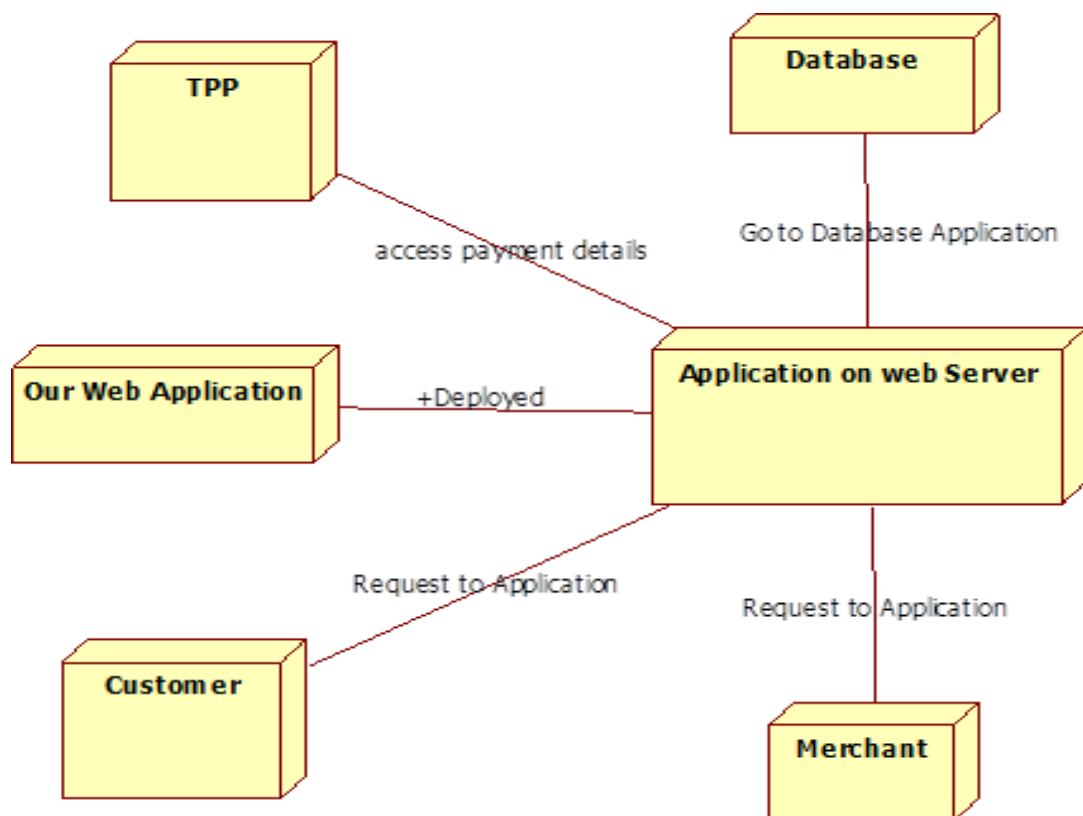 TPP
Database
access payment details
Go to Database Application
Our Web Application
+Deployed
Application on web Server
Request to Application
Request to Application
Customer
Merchant